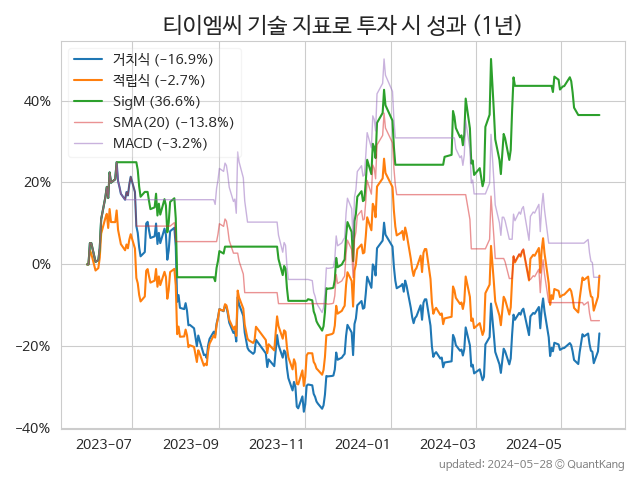 티이엠씨 기술 지표로 투자 시 성과 (1년)
거치식 (−16.9%)
적립식 (−2.7%)
SigM (36.6%)
SMA(20) (−13.8%)
MACD (−3.2%)
40%
20%
0%
−20%
−40%
2023−07 2023−09 2023−11 2024−01 2024−03 2024−05
updated: 2024−05−28 © QuantKang